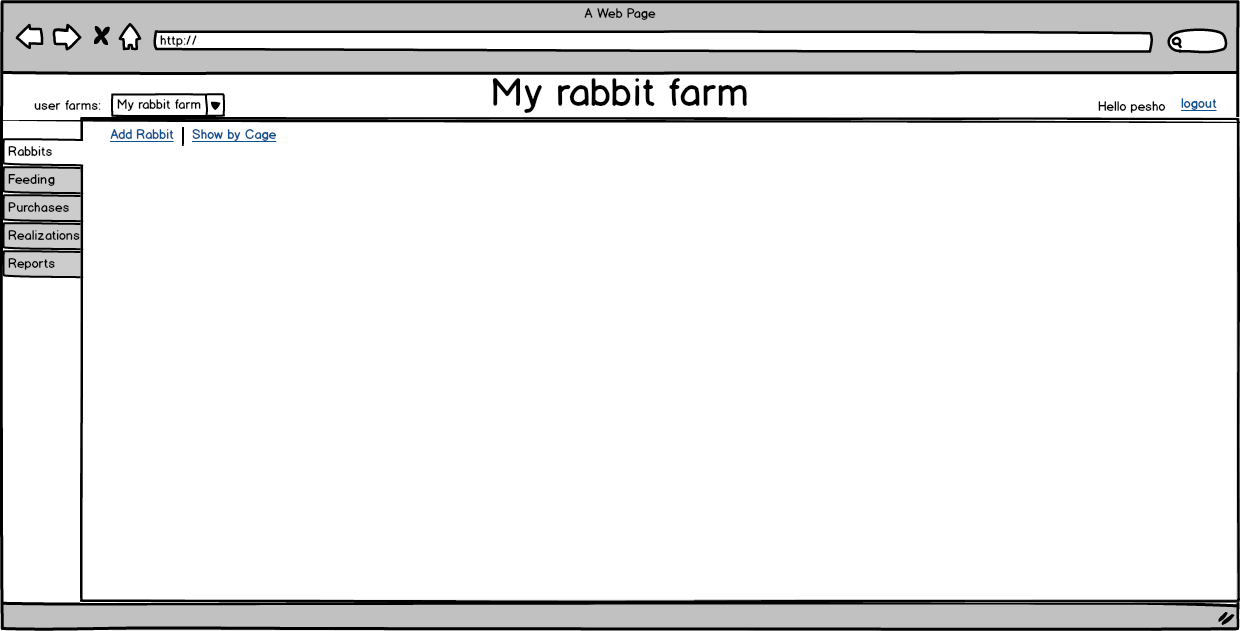 A Web Page
http://
My rabbit farm
user farms: My rabbit farm
Hello pesho logout
Add Rabbit Show by Cage
Rabbits
Feeding
Purchases
Realizations
Reports